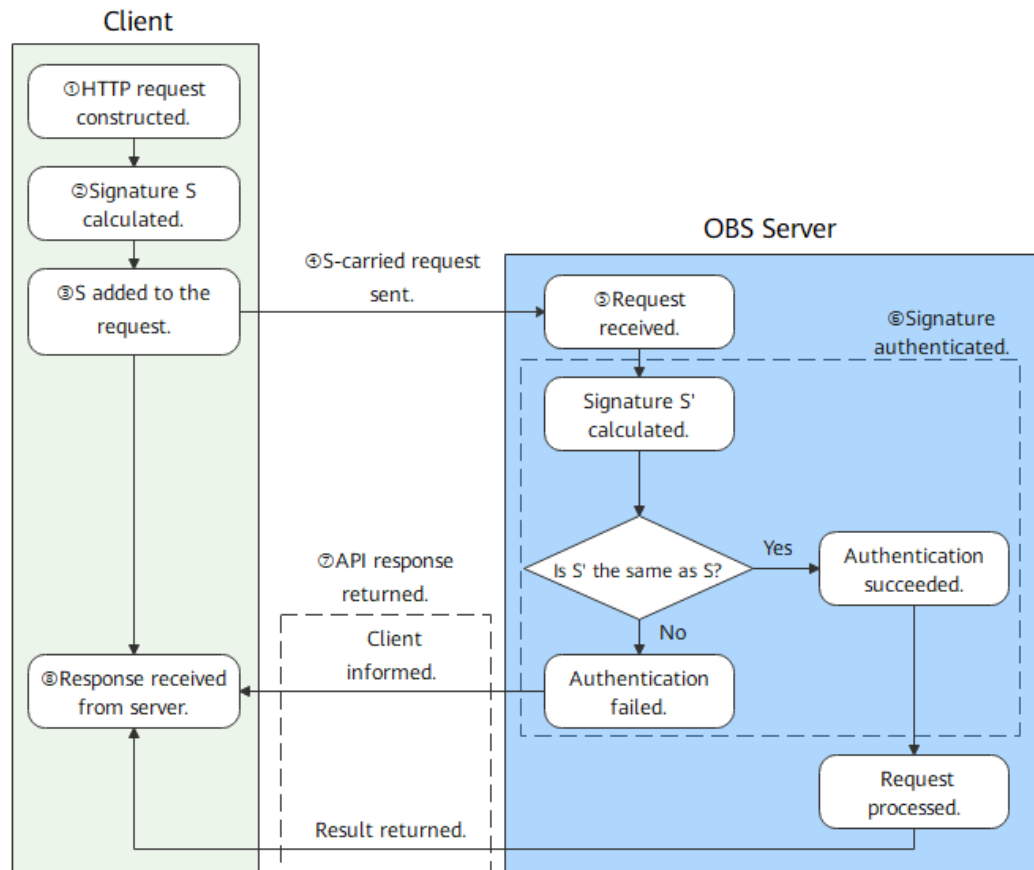 Client
①HTTP request
constructed.
②Signature S
calculated.
③S added to the
request.
④S-carried request
sent.
OBS Server
⑤Request
received.
⑥Signature
authenticated.
Signature S'
calculated.
Is S' the same as S?
Yes
Authentication
succeeded.
No
Authentication
failed.
⑦API response
returned.
Client
informed.
⑧Response received
from server.
Request
processed.
Result returned.